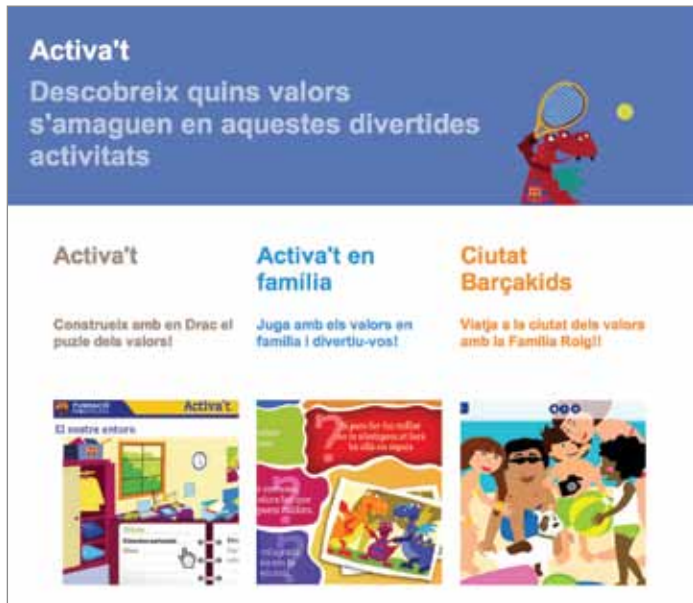 Activa't
Descobreix quins valors
s'amaguen en aquestes divertides
activitats
Activa't
Construeix amb en Drac el
puzle dels valors!
Activa't en
família
Juga amb els valors en
família i divertiu-vos!
Ciutat
Barçakids
Viatja a la ciutat dels valors
amb la Família Roig!!
FUNDACIÓ
Activa't
El nostre entorn
?
?
?